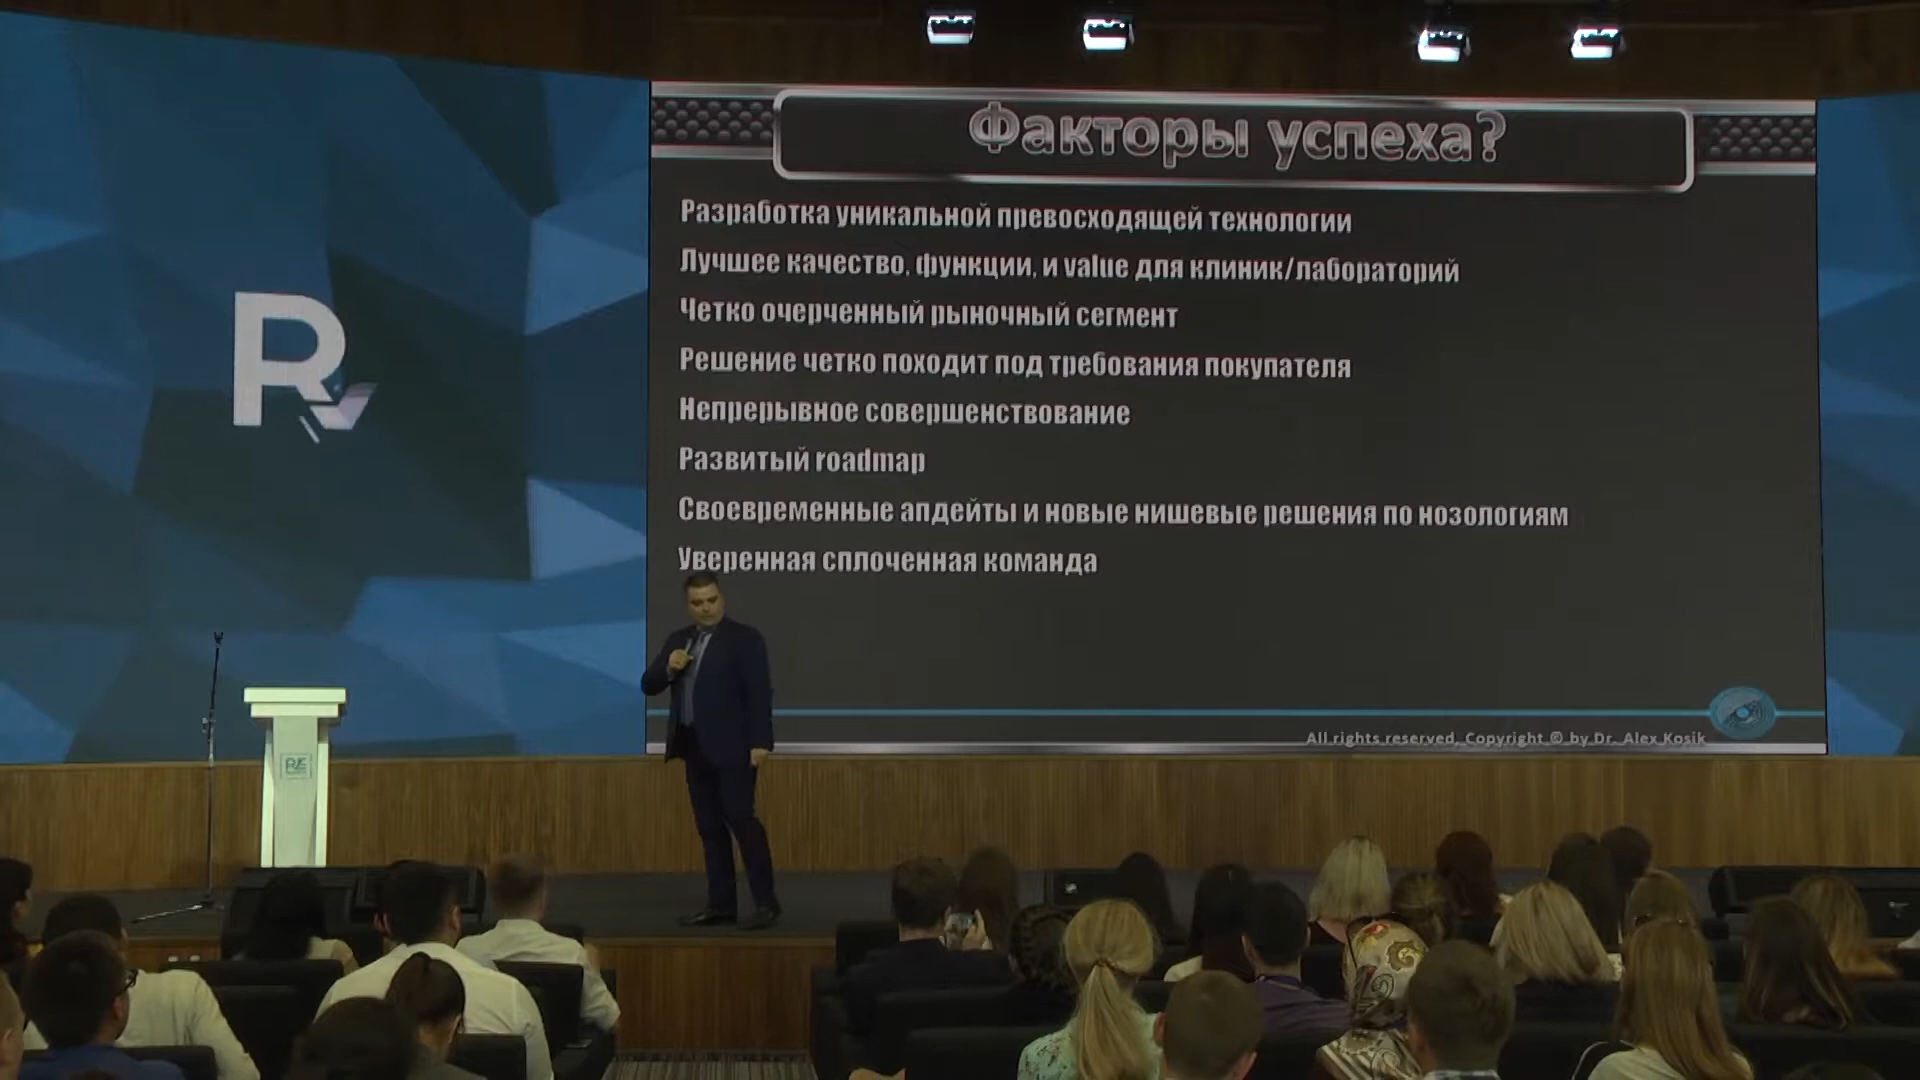 Факторы успеха?
Разработка уникальной превосходящей технологии
Лучшее качество, функции, и value для клиник/лабораторий
Четко очерченный рыночный сегмент
Решение четко походит под требования покупателя
Непрерывное совершенствование
Развитый roadmap
Своевременные апдейты и новые нишевые решения по нозологиям
Уверенная сплоченная команда
All rights reserved. Copyright © by Dr. Alex Kosik
R